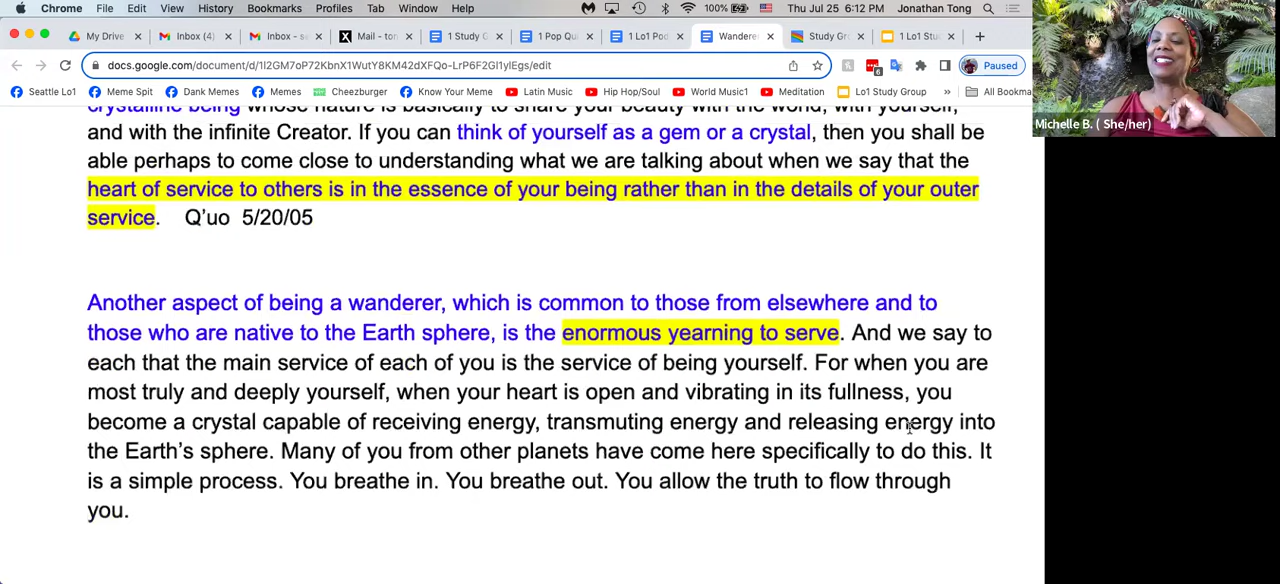 Chrome File Edit View History Bookmarks Profiles Tab Window Help 100% Thu Jul 25 6:12 PM Jonathan Tong
My Drive Inbox (4) Inbox - se Mail - ton 1 Study G 1 Pop Qu 1 Lo1 Pod Wandere Study Gr 1 Lo1 Stu
docs.google.com/document/d/1l2GM7oP72KbnX1WutY8KM42dXFQo-LrP6F2Gl1ylEgs/edit 6 Paused
Seattle Lo1 Meme Spit Dank Memes Memes Cheezburger Know Your Meme Latin Music Hip Hop/Soul World Music1 Meditation Lo1 Study Group » All Bookma
Michelle B. ( She/her)
crystalline being whose nature is basically to share your beauty with the world, with yourself,
and with the infinite Creator. If you can think of yourself as a gem or a crystal, then you shall be
able perhaps to come close to understanding what we are talking about when we say that the
heart of service to others is in the essence of your being rather than in the details of your outer
service. Q’uo 5/20/05
Another aspect of being a wanderer, which is common to those from elsewhere and to
those who are native to the Earth sphere, is the enormous yearning to serve. And we say to
each that the main service of each of you is the service of being yourself. For when you are
most truly and deeply yourself, when your heart is open and vibrating in its fullness, you
become a crystal capable of receiving energy, transmuting energy and releasing energy into
the Earth’s sphere. Many of you from other planets have come here specifically to do this. It
is a simple process. You breathe in. You breathe out. You allow the truth to flow through
you.